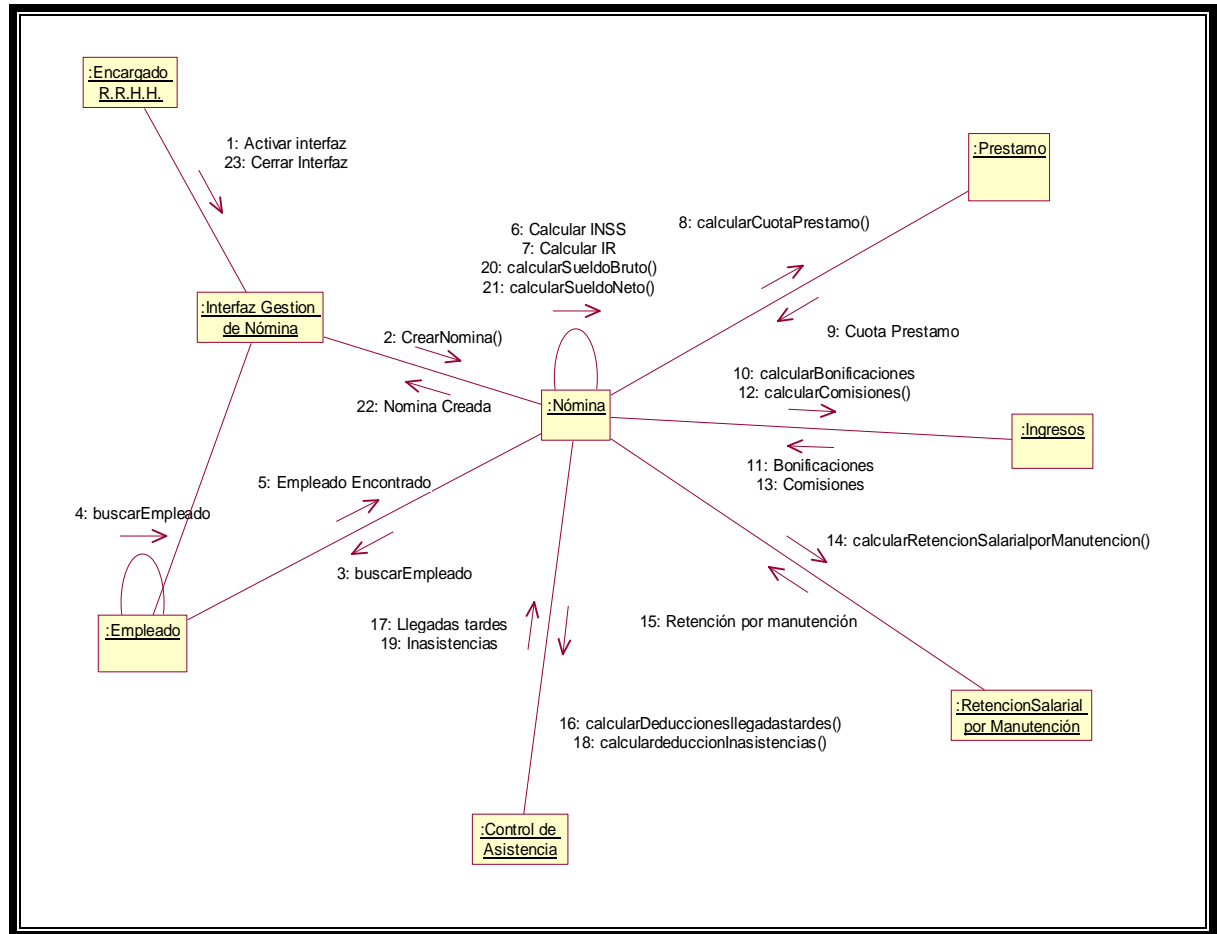 :Encargado
R.R.H.H.
1: Activar interfaz
23: Cerrar Interfaz
:Prestamo
6: Calcular INSS
7: Calcular IR
20: calcularSueldoBruto()
21: calcularSueldoNeto()
8: calcularCuotaPrestamo()
:Interfaz Gestion
de Nómina
2: CrearNomina()
9: Cuota Prestamo
22: Nomina Creada
:Nómina
10: calcularBonificaciones
12: calcularComisiones()
:Ingresos
11: Bonificaciones
13: Comisiones
5: Empleado Encontrado
4: buscarEmpleado
3: buscarEmpleado
14: calcularRetencionSalarialporManutencion()
:Empleado
17: Llegadas tardes
19: Inasistencias
15: Retención por manutención
:RetencionSalarial
por Manutención
16: calcularDeduccionesllegadastardes()
18: calculardeduccionInasistencias()
:Control de
Asistencia